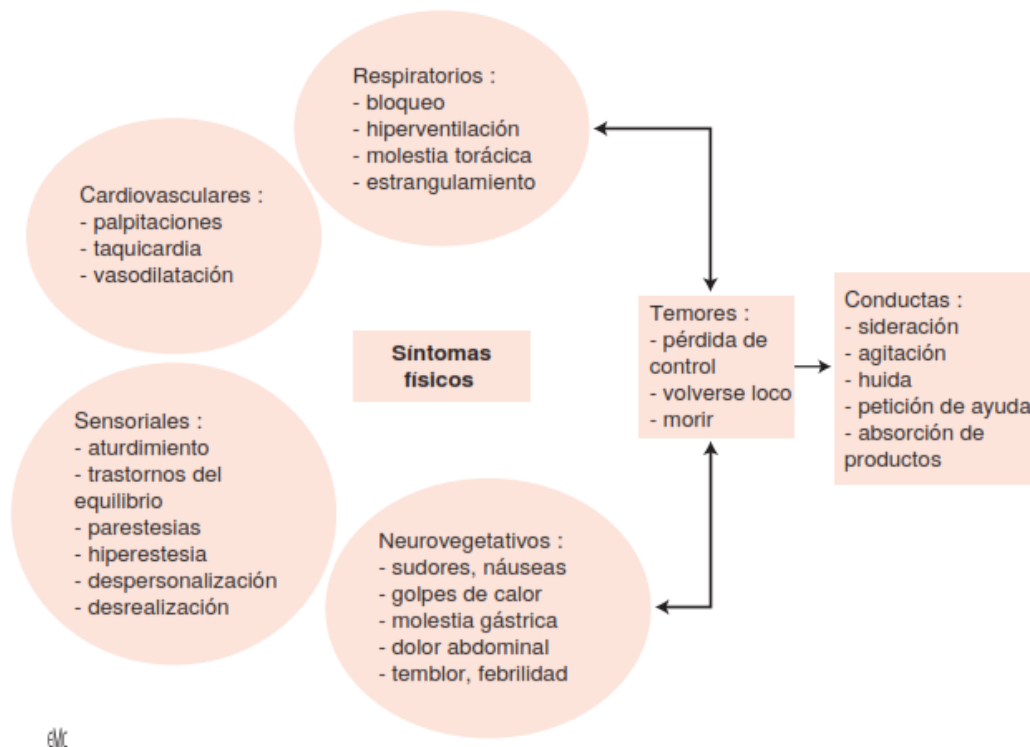 Respiratorios :
- bloqueo
- hiperventilación
- molestia torácica
- estrangulamiento
Cardiovasculares :
- palpitaciones
- taquicardia
- vasodilatación
Síntomas
físicos
Temores :
- pérdida de
control
- volverse loco
- morir
Conductas :
- sideración
- agitación
- huida
- petición de ayuda
- absorción de
productos
Sensoriales :
- aturdimiento
- trastornos del
equilibrio
- parestesias
- hiperestesia
- despersonalización
- desrealización
Neurovegetativos :
- sudores, náuseas
- golpes de calor
- molestia gástrica
- dolor abdominal
- temblor, febrilidad
EMC